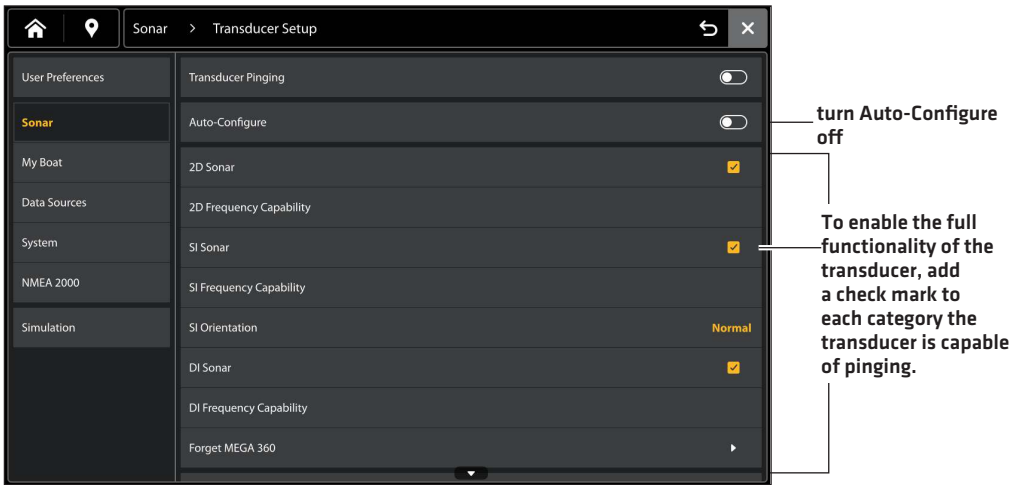 Sonar > Transducer Setup
User Preferences
Sonar
My Boat
Data Sources
System
NMEA 2000
Simulation
Transducer Pinging
Auto-Configure
2D Sonar
2D Frequency Capability
SI Sonar
SI Frequency Capability
SI Orientation Normal
DI Sonar
DI Frequency Capability
Forget MEGA 360
turn Auto-Configure
off
To enable the full
functionality of the
transducer, add
a check mark to
each category the
transducer is capable
of pinging.